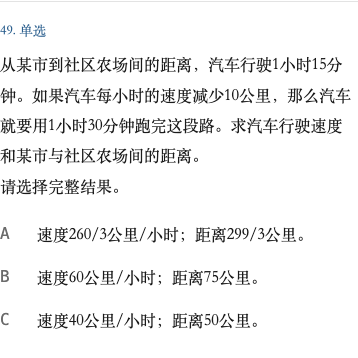 49. 单选
从某市到社区农场间的距离，汽车行驶1小时15分
钟。如果汽车每小时的速度减少10公里，那么汽车
就要用1小时30分钟跑完这段路。求汽车行驶速度
和某市与社区农场间的距离。
请选择完整结果。
A 速度260/3公里/小时；距离299/3公里。
B 速度60公里/小时；距离75公里。
C 速度40公里/小时；距离50公里。